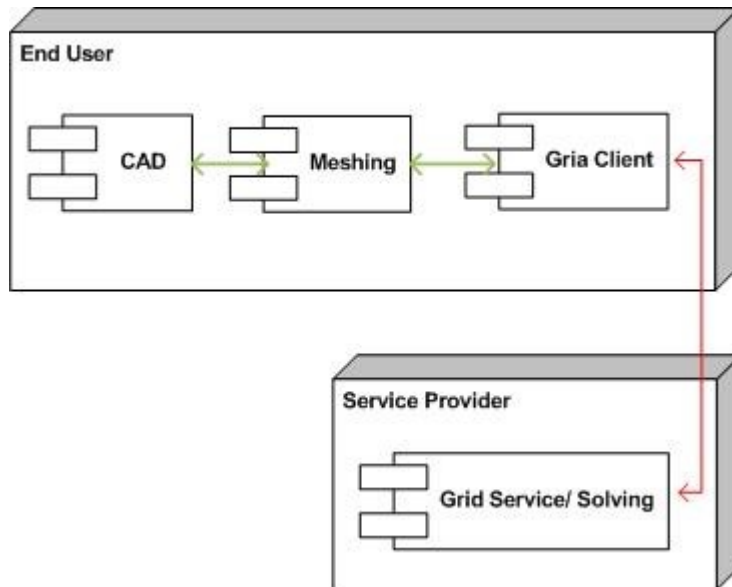 End User
CAD
Meshing
Gria Client
Service Provider
Grid Service/ Solving